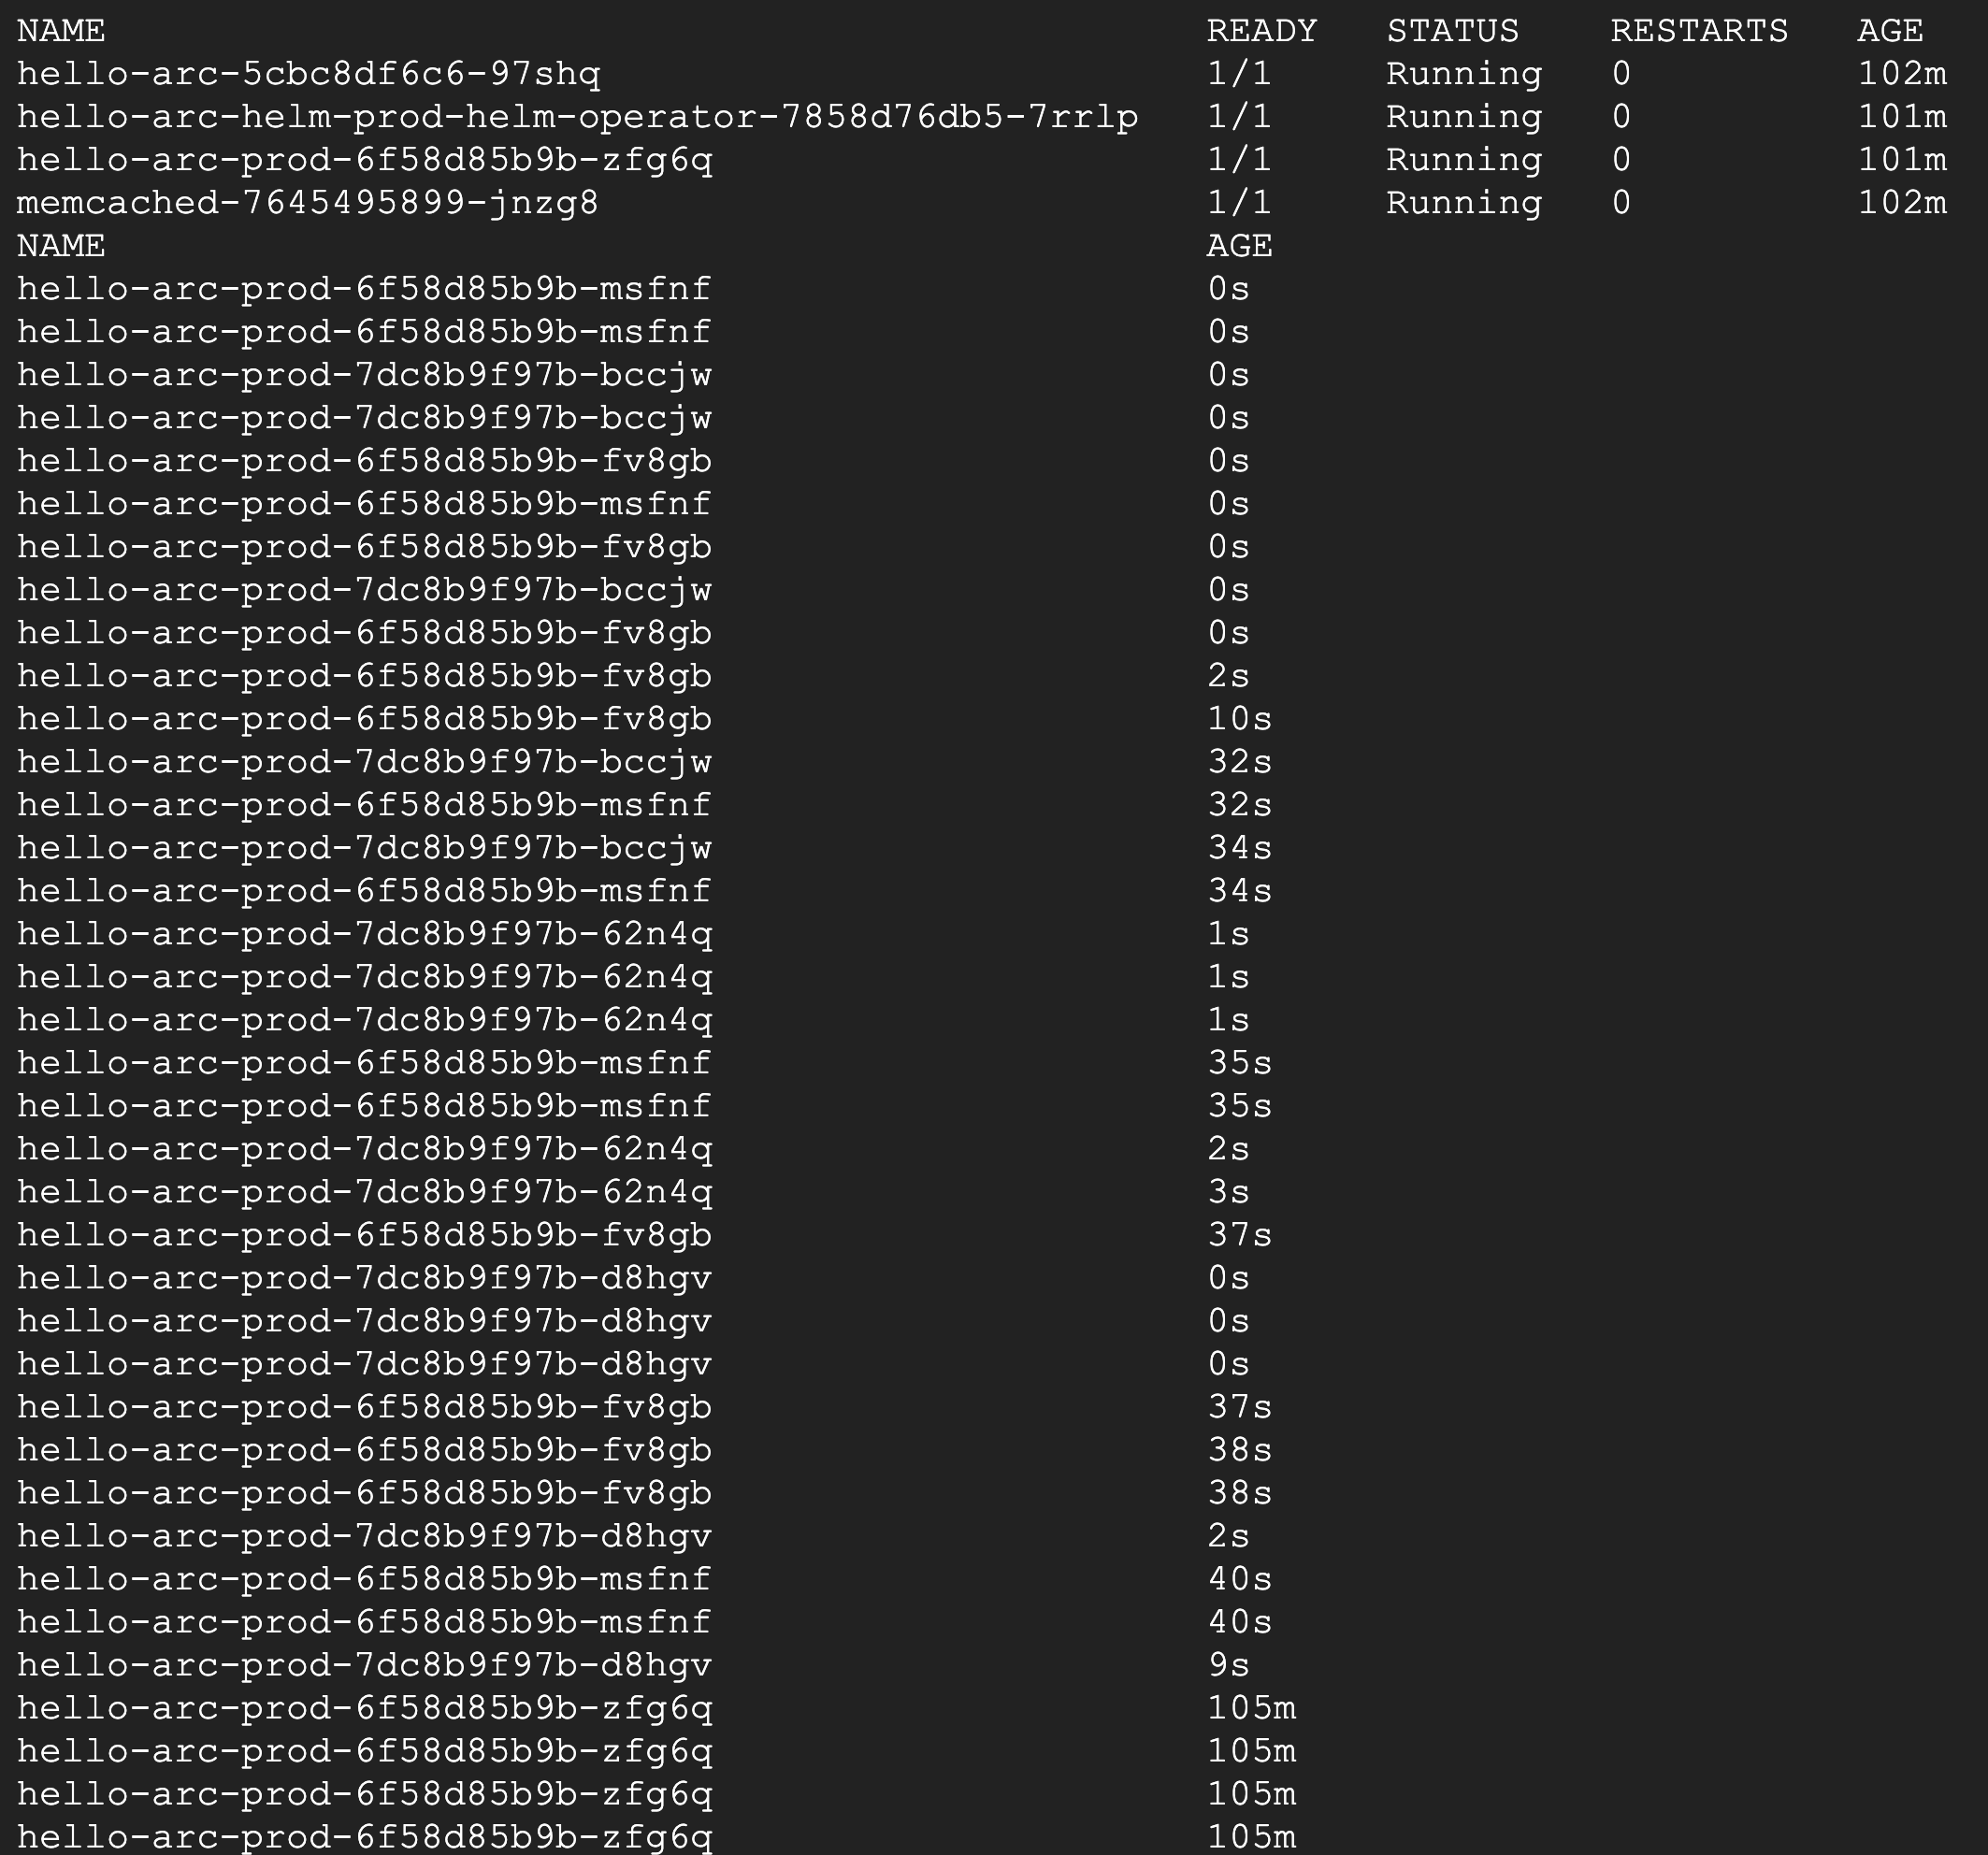 NAME READY STATUS RESTARTS AGE
hello-arc-5cbc8df6c6-97shq 1/1 Running 0 102m
hello-arc-helm-prod-helm-operator-7858d76db5-7rrlp 1/1 Running 0 101m
hello-arc-prod-6f58d85b9b-zfg6q 1/1 Running 0 101m
memcached-7645495899-jnzg8 1/1 Running 0 102m
NAME AGE
hello-arc-prod-6f58d85b9b-msfnf 0s
hello-arc-prod-6f58d85b9b-msfnf 0s
hello-arc-prod-7dc8b9f97b-bccjw 0s
hello-arc-prod-7dc8b9f97b-bccjw 0s
hello-arc-prod-6f58d85b9b-fv8gb 0s
hello-arc-prod-6f58d85b9b-msfnf 0s
hello-arc-prod-6f58d85b9b-fv8gb 0s
hello-arc-prod-7dc8b9f97b-bccjw 0s
hello-arc-prod-6f58d85b9b-fv8gb 0s
hello-arc-prod-6f58d85b9b-fv8gb 2s
hello-arc-prod-6f58d85b9b-fv8gb 10s
hello-arc-prod-7dc8b9f97b-bccjw 32s
hello-arc-prod-6f58d85b9b-msfnf 32s
hello-arc-prod-7dc8b9f97b-bccjw 34s
hello-arc-prod-6f58d85b9b-msfnf 34s
hello-arc-prod-7dc8b9f97b-62n4q 1s
hello-arc-prod-7dc8b9f97b-62n4q 1s
hello-arc-prod-7dc8b9f97b-62n4q 1s
hello-arc-prod-6f58d85b9b-msfnf 35s
hello-arc-prod-6f58d85b9b-msfnf 35s
hello-arc-prod-7dc8b9f97b-62n4q 2s
hello-arc-prod-7dc8b9f97b-62n4q 3s
hello-arc-prod-6f58d85b9b-fv8gb 37s
hello-arc-prod-7dc8b9f97b-d8hgv 0s
hello-arc-prod-7dc8b9f97b-d8hgv 0s
hello-arc-prod-7dc8b9f97b-d8hgv 0s
hello-arc-prod-6f58d85b9b-fv8gb 37s
hello-arc-prod-6f58d85b9b-fv8gb 38s
hello-arc-prod-6f58d85b9b-fv8gb 38s
hello-arc-prod-7dc8b9f97b-d8hgv 2s
hello-arc-prod-6f58d85b9b-msfnf 40s
hello-arc-prod-6f58d85b9b-msfnf 40s
hello-arc-prod-7dc8b9f97b-d8hgv 9s
hello-arc-prod-6f58d85b9b-zfg6q 105m
hello-arc-prod-6f58d85b9b-zfg6q 105m
hello-arc-prod-6f58d85b9b-zfg6q 105m
hello-arc-prod-6f58d85b9b-zfg6q 105m